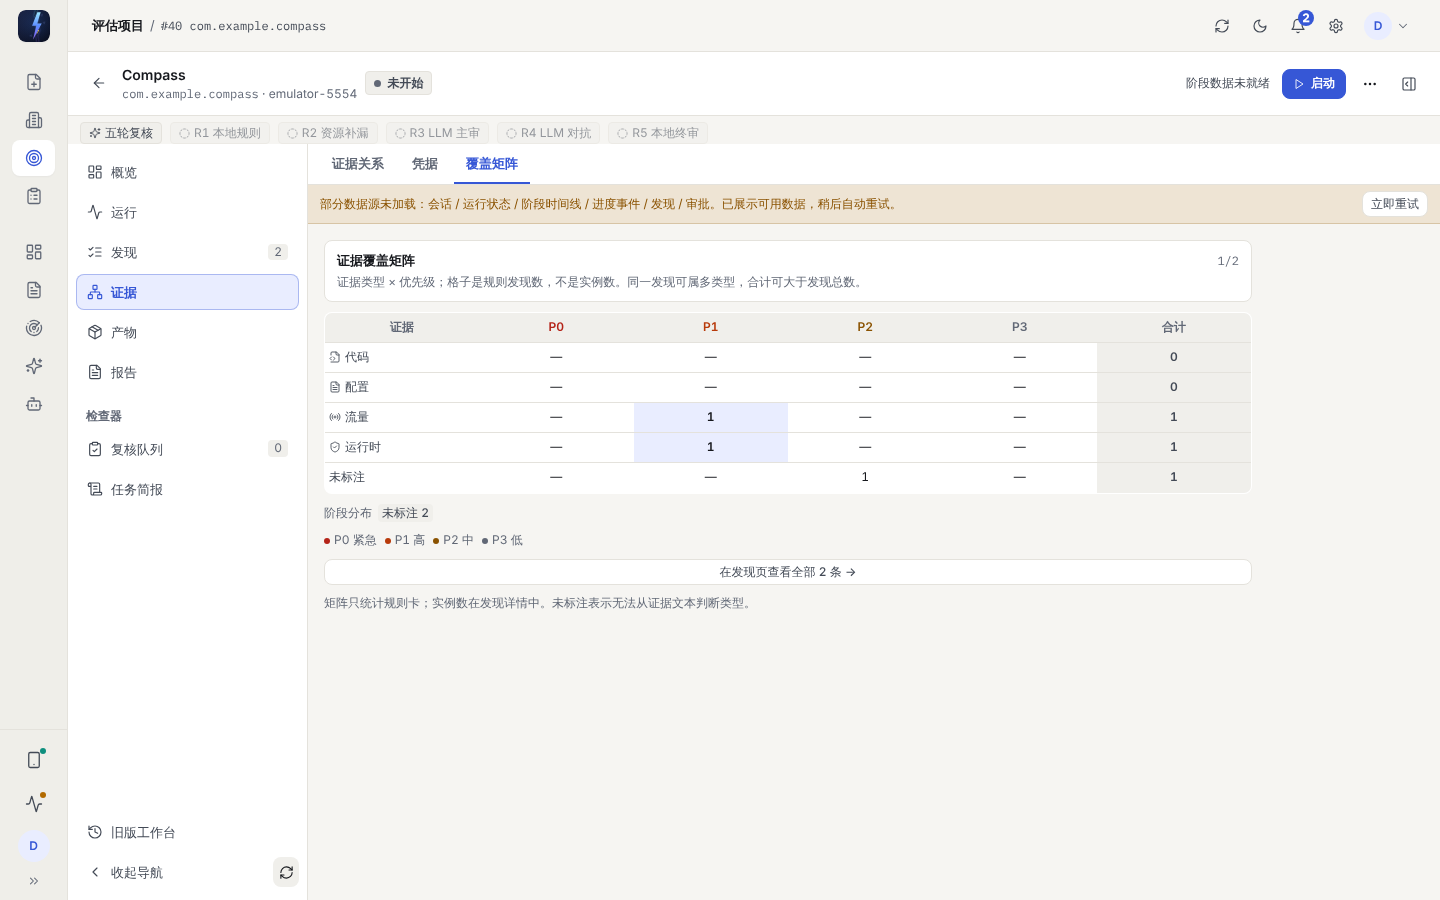 评估项目 / #40 com.example.compass
2
D
Compass
com.example.compass · emulator-5554
未开始
阶段数据未就绪
启动
五轮复核
R1 本地规则
R2 资源补漏
R3 LLM 主审
R4 LLM 对抗
R5 本地终审
概览
运行
发现 2
证据
产物
报告
检查器
复核队列 0
任务简报
旧版工作台
收起导航
D
证据关系 凭据 覆盖矩阵
部分数据源未加载：会话 / 运行状态 / 阶段时间线 / 进度事件 / 发现 / 审批。已展示可用数据，稍后自动重试。
立即重试
证据覆盖矩阵 1/2
证据类型 × 优先级；格子是规则发现数，不是实例数。同一发现可属多类型，合计可大于发现总数。
证据 P0 P1 P2 P3 合计
代码 — — — — 0
配置 — — — — 0
流量 — 1 — — 1
运行时 — 1 — — 1
未标注 — — 1 — 1
阶段分布 未标注 2
P0 紧急 P1 高 P2 中 P3 低
在发现页查看全部 2 条 →
矩阵只统计规则卡；实例数在发现详情中。未标注表示无法从证据文本判断类型。